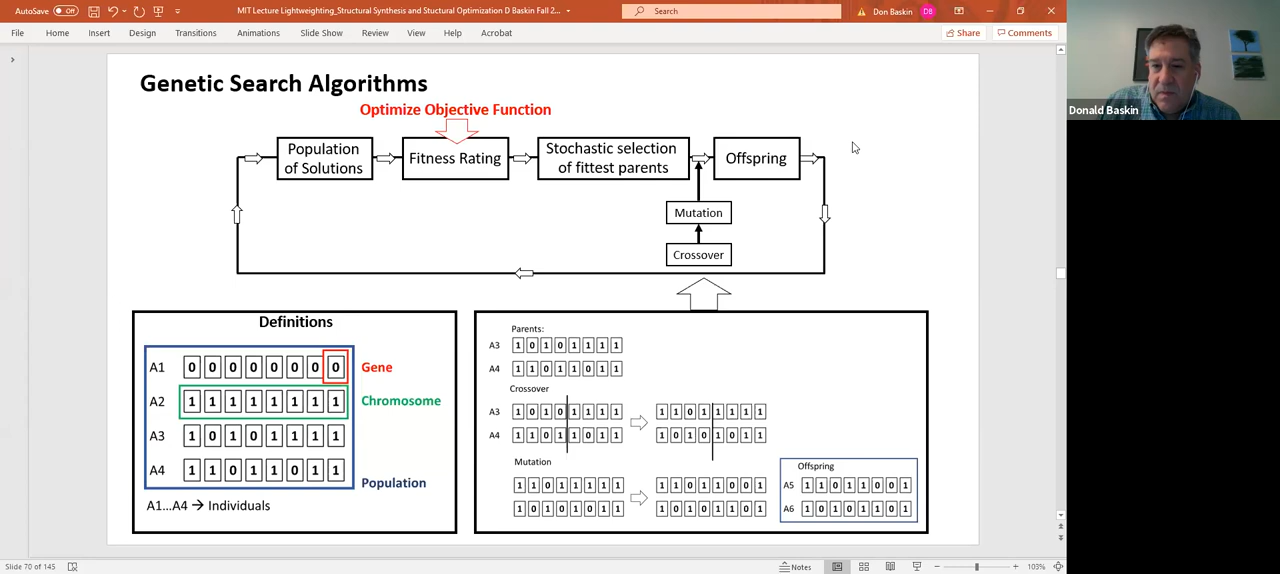 AutoSave Off
MIT Lecture Lightweighting_Structural Synthesis and Stuctural Optimization D Baskin Fall 2...
Search
Don Baskin
DB
File Home Insert Design Transitions Animations Slide Show Review View Help Acrobat
Share Comments
Genetic Search Algorithms
Optimize Objective Function
Population
of Solutions
Fitness Rating
Stochastic selection
of fittest parents
Offspring
Mutation
Crossover
Definitions
A1 0 0 0 0 0 0 0 0 Gene
A2 1 1 1 1 1 1 1 1 Chromosome
A3 1 0 1 0 1 1 1 1
A4 1 1 0 1 1 0 1 1
Population
A1...A4 → Individuals
Parents:
A3 1 0 1 0 1 1 1 1
A4 1 1 0 1 1 0 1 1
Crossover
A3 1 0 1 0 1 1 1 1 1 1 0 1 1 1 1 1
A4 1 1 0 1 1 0 1 1 1 0 1 0 1 0 1 1
Mutation
1 1 0 1 1 1 1 1 1 1 0 1 1 0 0 1
1 0 1 0 1 0 1 1 1 0 1 0 1 1 0 1
Offspring
A5 1 1 0 1 1 0 0 1
A6 1 0 1 0 1 1 0 1
Donald Baskin
Slide 70 of 145
Notes
103%